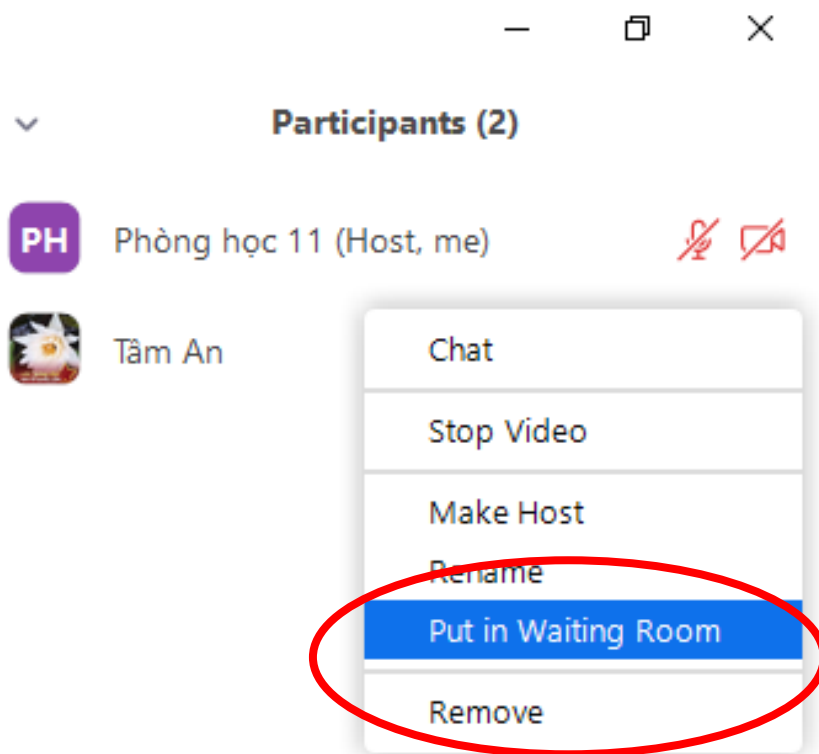 Participants (2)
PH Phòng học 11 (Host, me)
Tâm An
Chat
Stop Video
Make Host
Rename
Put in Waiting Room
Remove